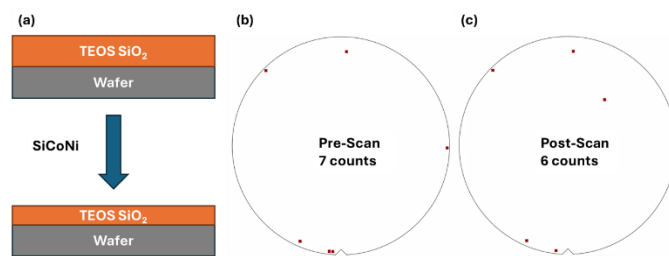 (a)
TEOS SiO₂
Wafer
SiCoNi
TEOS SiO₂
Wafer
(b)
Pre-Scan
7 counts
(c)
Post-Scan
6 counts